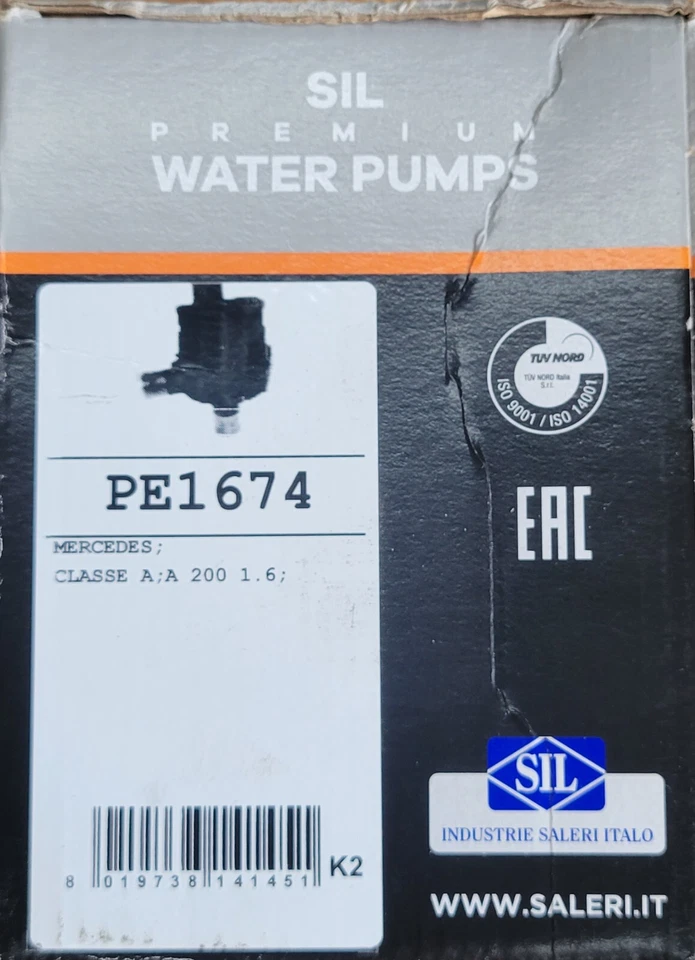 SIL
PREMIUM
WATER PUMPS
TÜV NORD
TÜV NORD Italia
S.r.l.
ISO 9001 / ISO 14001
PE1674
EAC
MERCEDES;
CLASSE A;A 200 1.6;
SIL
INDUSTRIE SALERI ITALO
8 019738 141451
K2
WWW.SALERI.IT